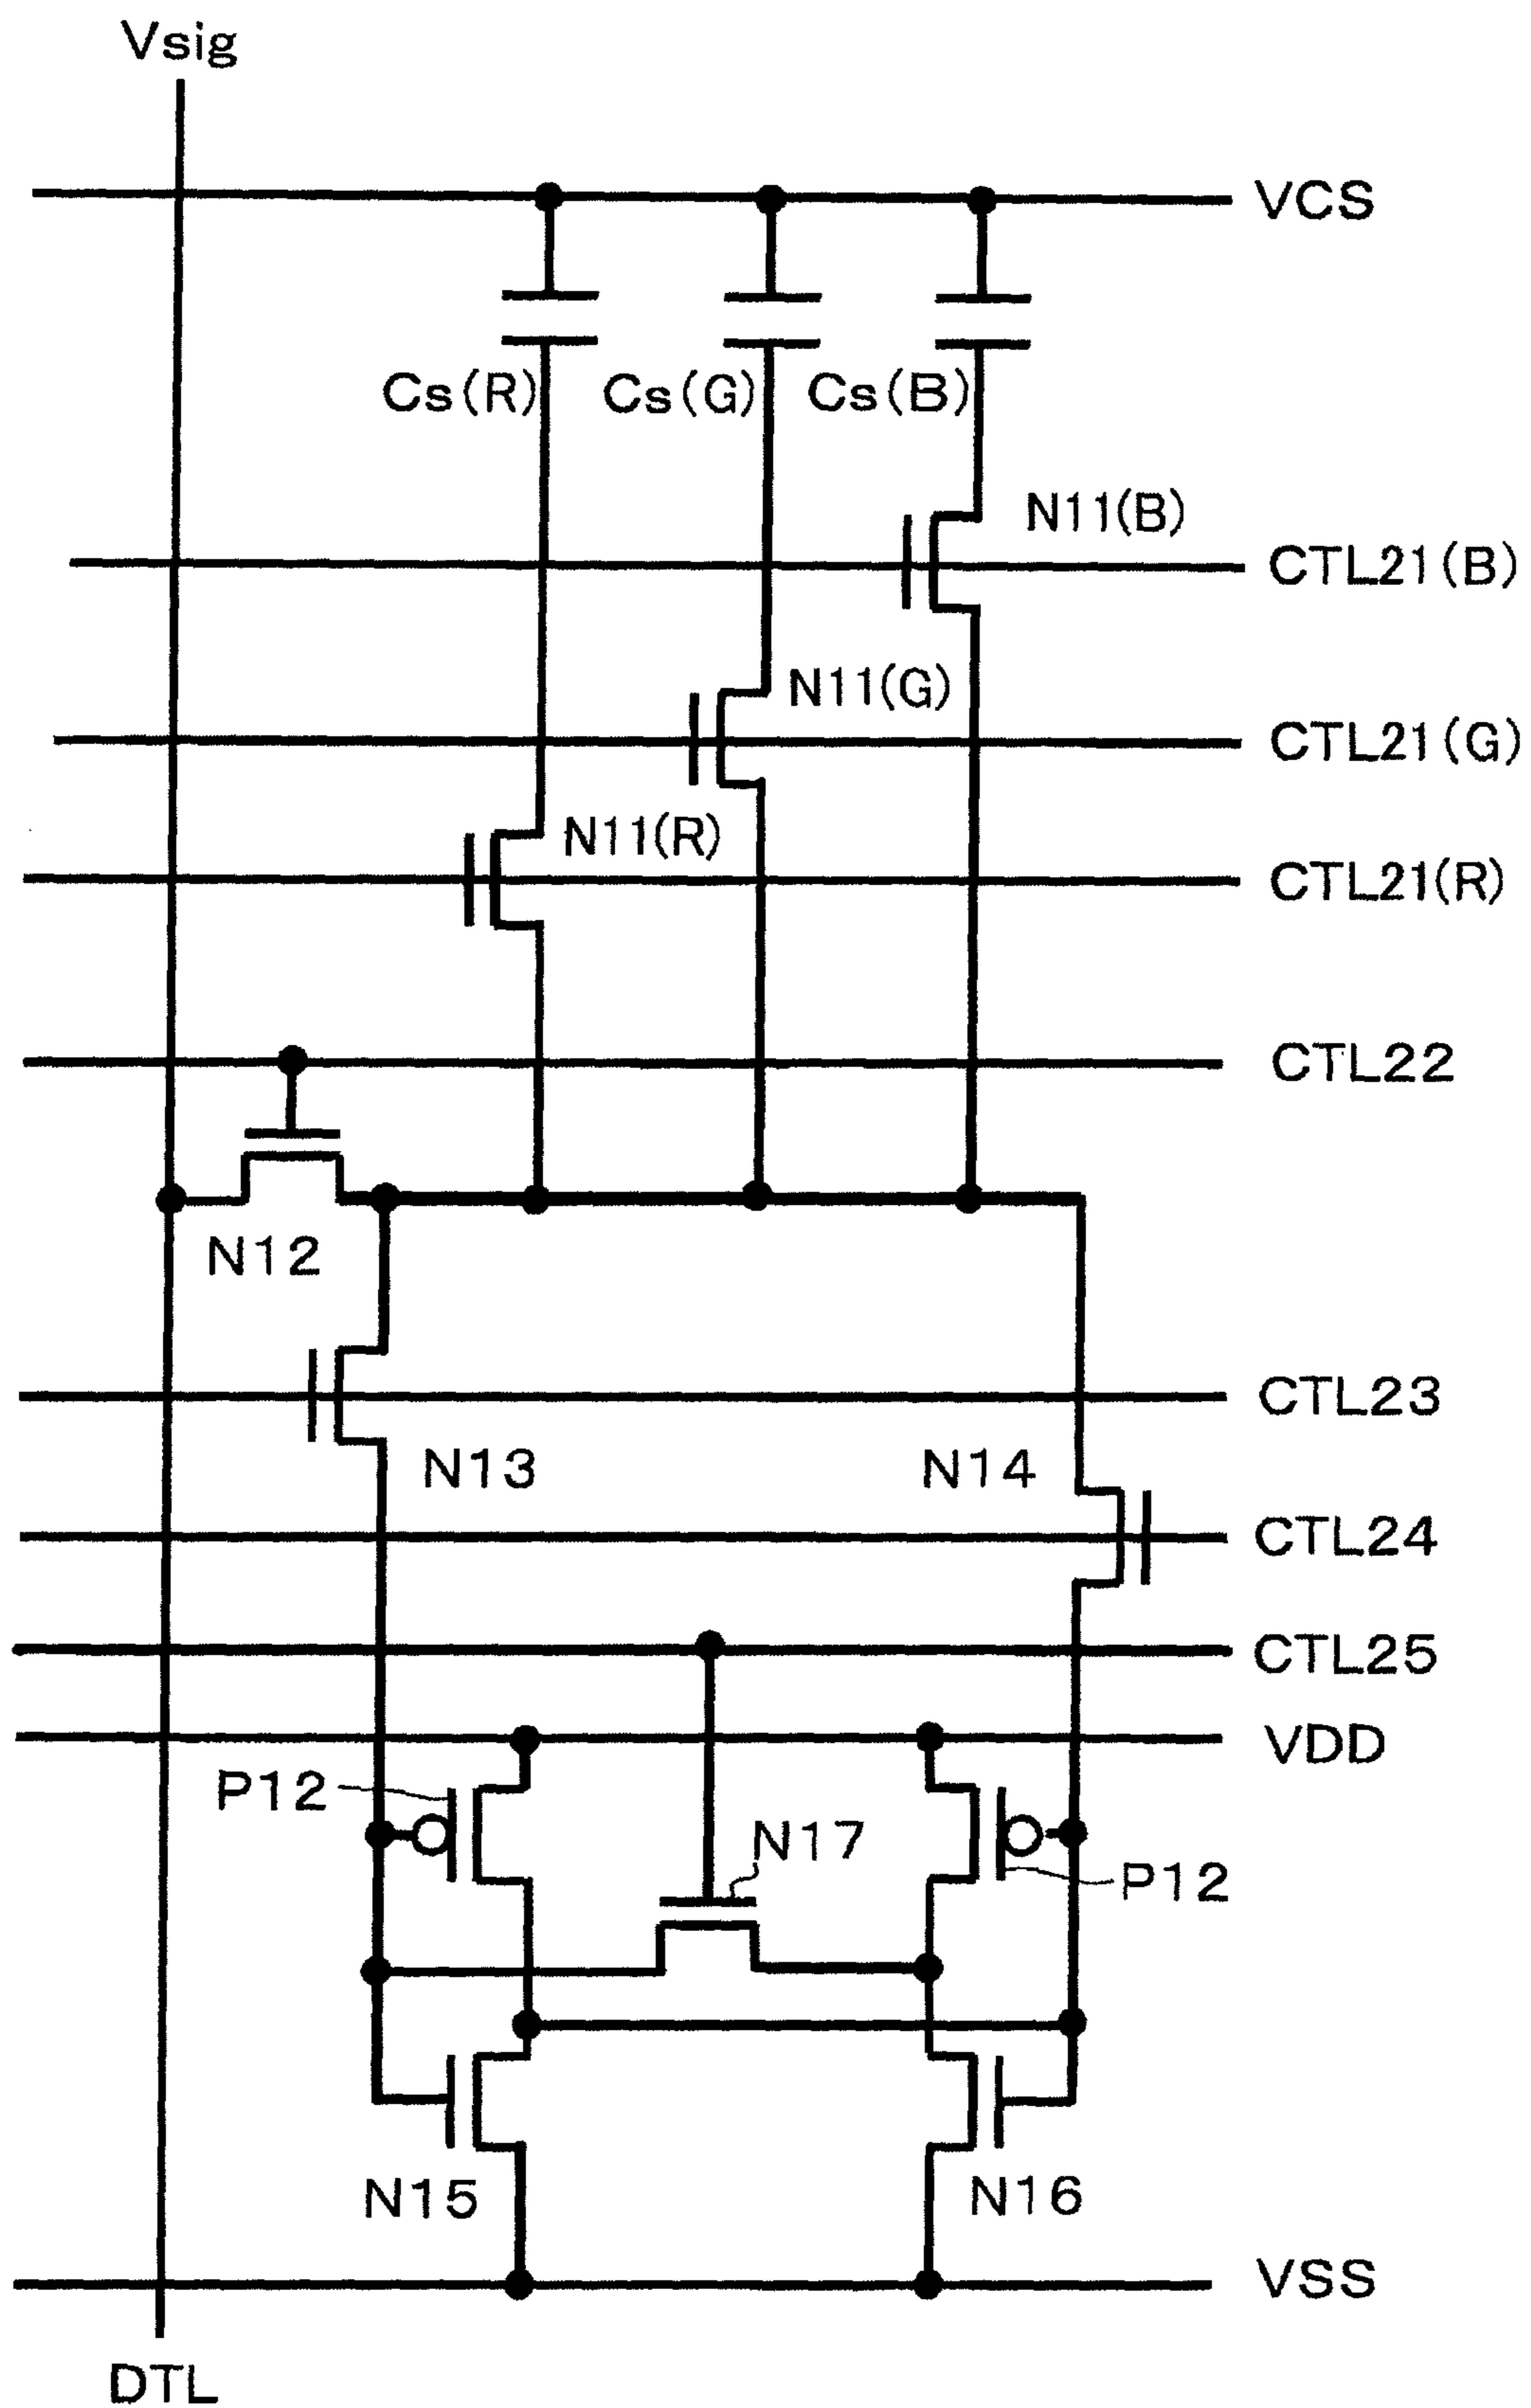 Vsig
VCS
Cs(R)
Cs(G)
Cs(B)
N11(B)
CTL21(B)
N11(G)
CTL21(G)
N11(R)
CTL21(R)
CTL22
N12
CTL23
N13
N14
CTL24
CTL25
VDD
P12
N17
P12
N15
N16
VSS
DTL